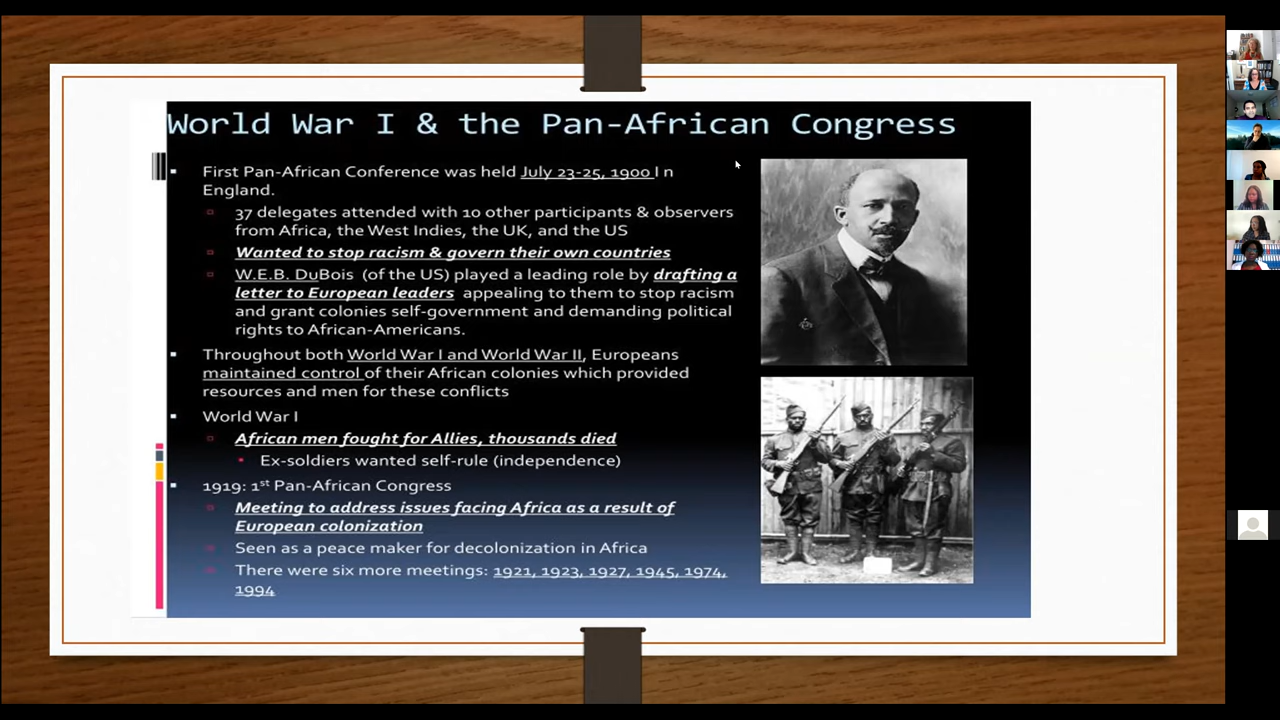 World War I & the Pan-African Congress
First Pan-African Conference was held July 23-25, 1900 I n
England.
37 delegates attended with 10 other participants & observers
from Africa, the West Indies, the UK, and the US
Wanted to stop racism & govern their own countries
W.E.B. DuBois (of the US) played a leading role by drafting a
letter to European leaders appealing to them to stop racism
and grant colonies self-government and demanding political
rights to African-Americans.
Throughout both World War I and World War II, Europeans
maintained control of their African colonies which provided
resources and men for these conflicts
World War I
African men fought for Allies, thousands died
Ex-soldiers wanted self-rule (independence)
1919: 1st Pan-African Congress
Meeting to address issues facing Africa as a result of
European colonization
Seen as a peace maker for decolonization in Africa
There were six more meetings: 1921, 1923, 1927, 1945, 1974,
1994